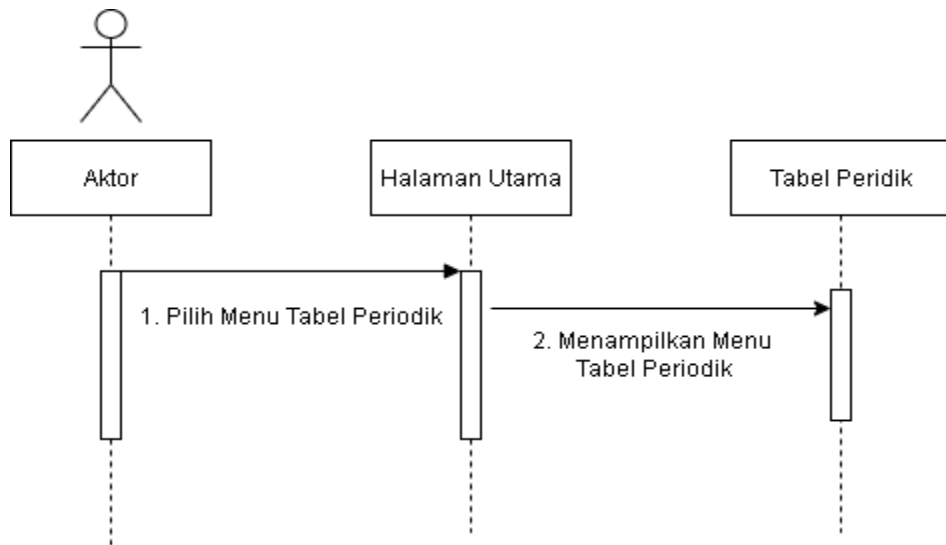 Aktor
Halaman Utama
Tabel Peridik
1. Pilih Menu Tabel Periodik
2. Menampilkan Menu
Tabel Periodik